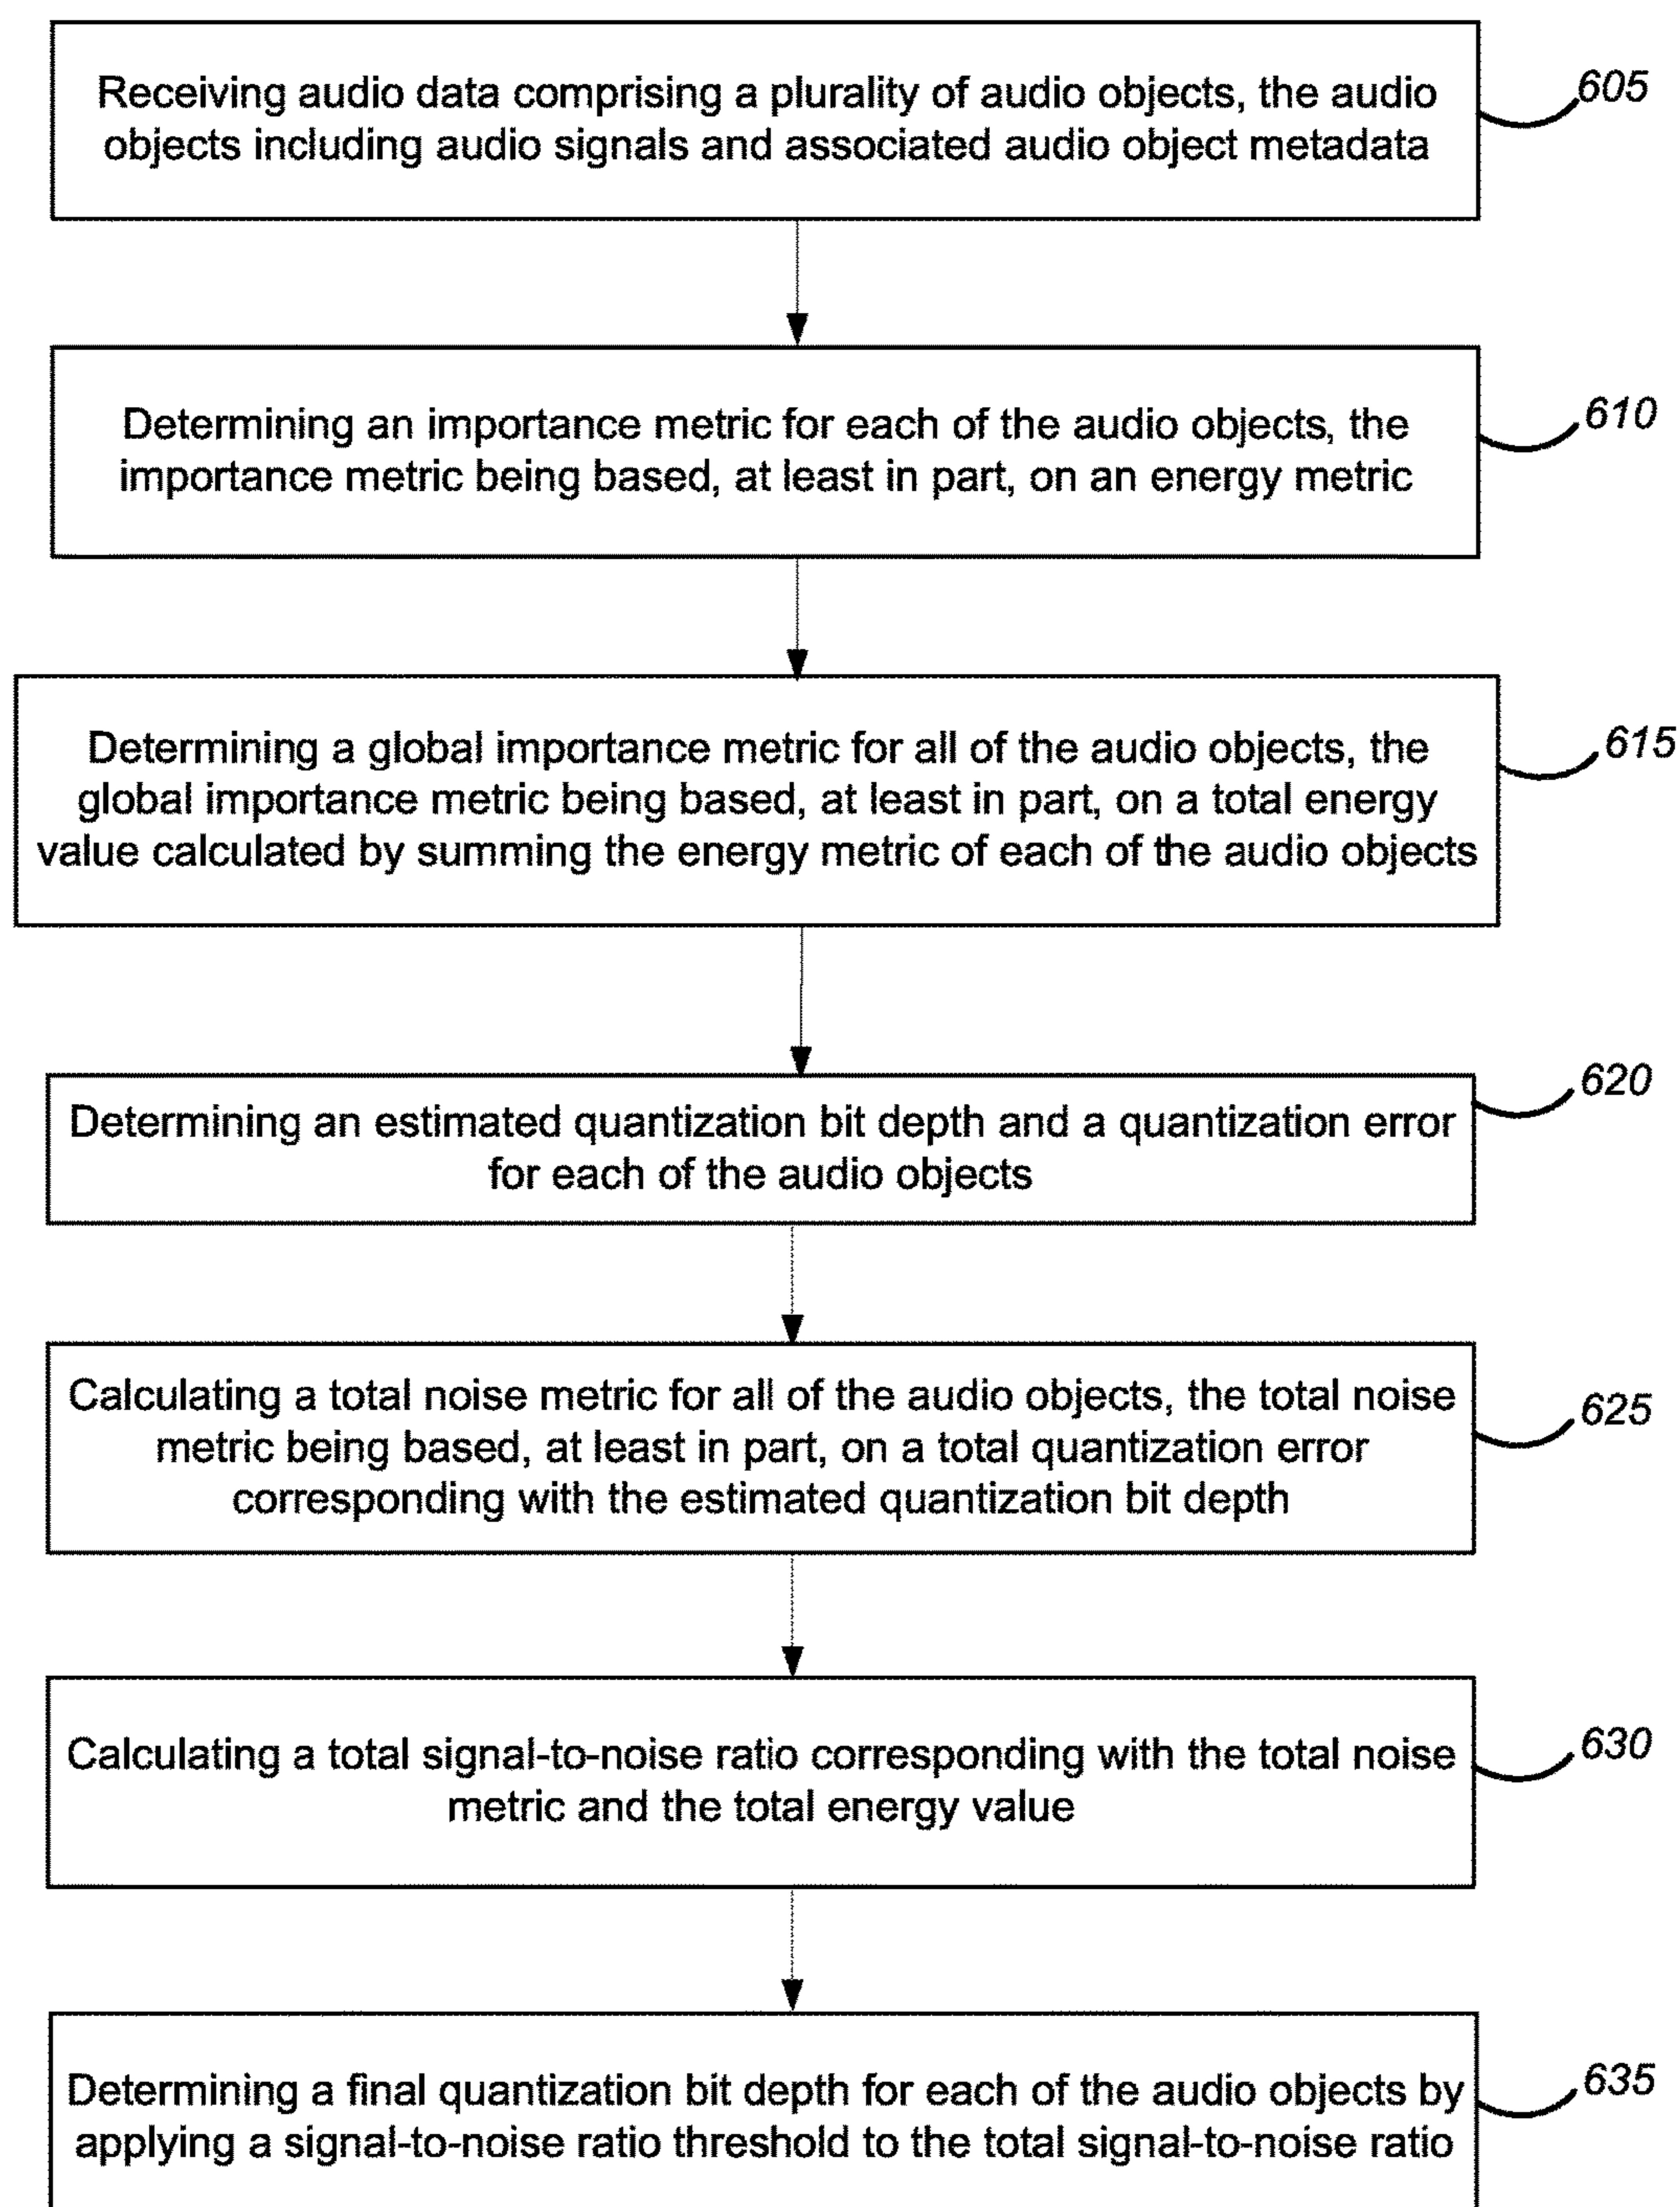 Receiving audio data comprising a plurality of audio objects, the audio
objects including audio signals and associated audio object metadata
605
Determining an importance metric for each of the audio objects, the
importance metric being based, at least in part, on an energy metric
610
Determining a global importance metric for all of the audio objects, the
global importance metric being based, at least in part, on a total energy
value calculated by summing the energy metric of each of the audio objects
615
Determining an estimated quantization bit depth and a quantization error
for each of the audio objects
620
Calculating a total noise metric for all of the audio objects, the total noise
metric being based, at least in part, on a total quantization error
corresponding with the estimated quantization bit depth
625
Calculating a total signal-to-noise ratio corresponding with the total noise
metric and the total energy value
630
Determining a final quantization bit depth for each of the audio objects by
applying a signal-to-noise ratio threshold to the total signal-to-noise ratio
635